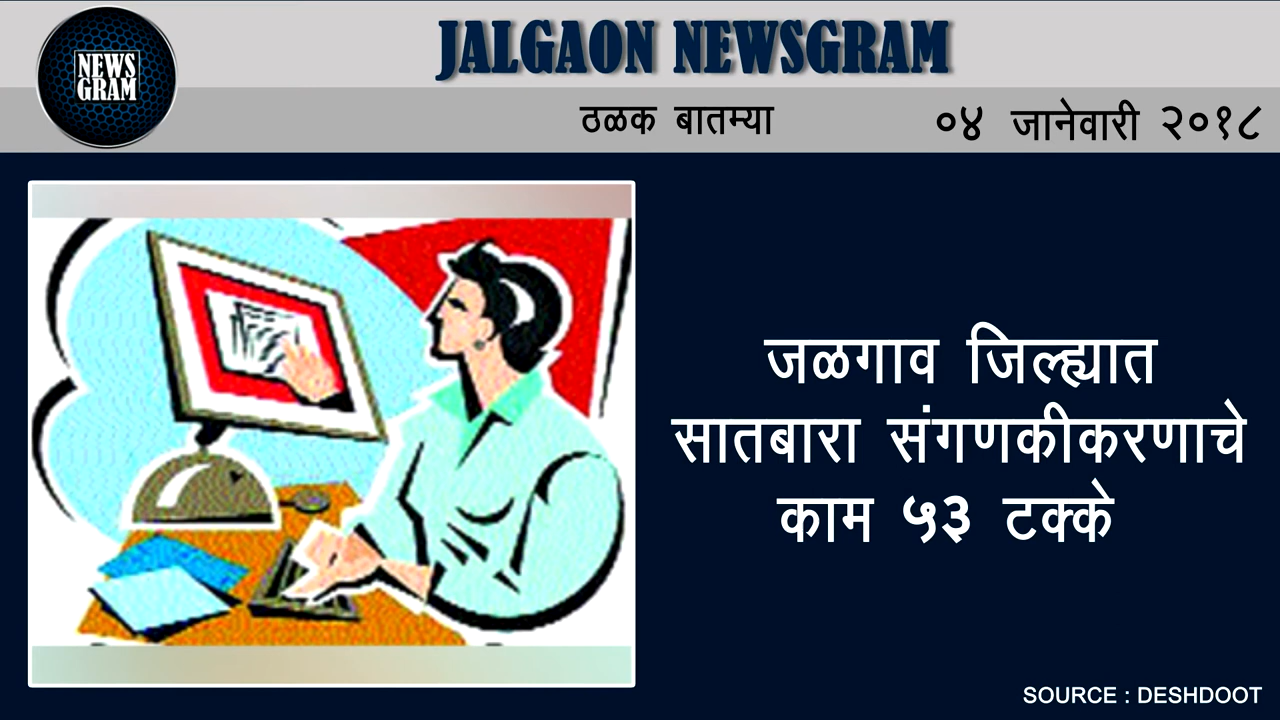 NEWS
GRAM
JALGAON NEWSGRAM
ठळक बातम्या
०४ जानेवारी २०१८
जळगाव जिल्ह्यात
सातबारा संगणकीकरणाचे
काम ५३ टक्के
SOURCE : DESHDOOT